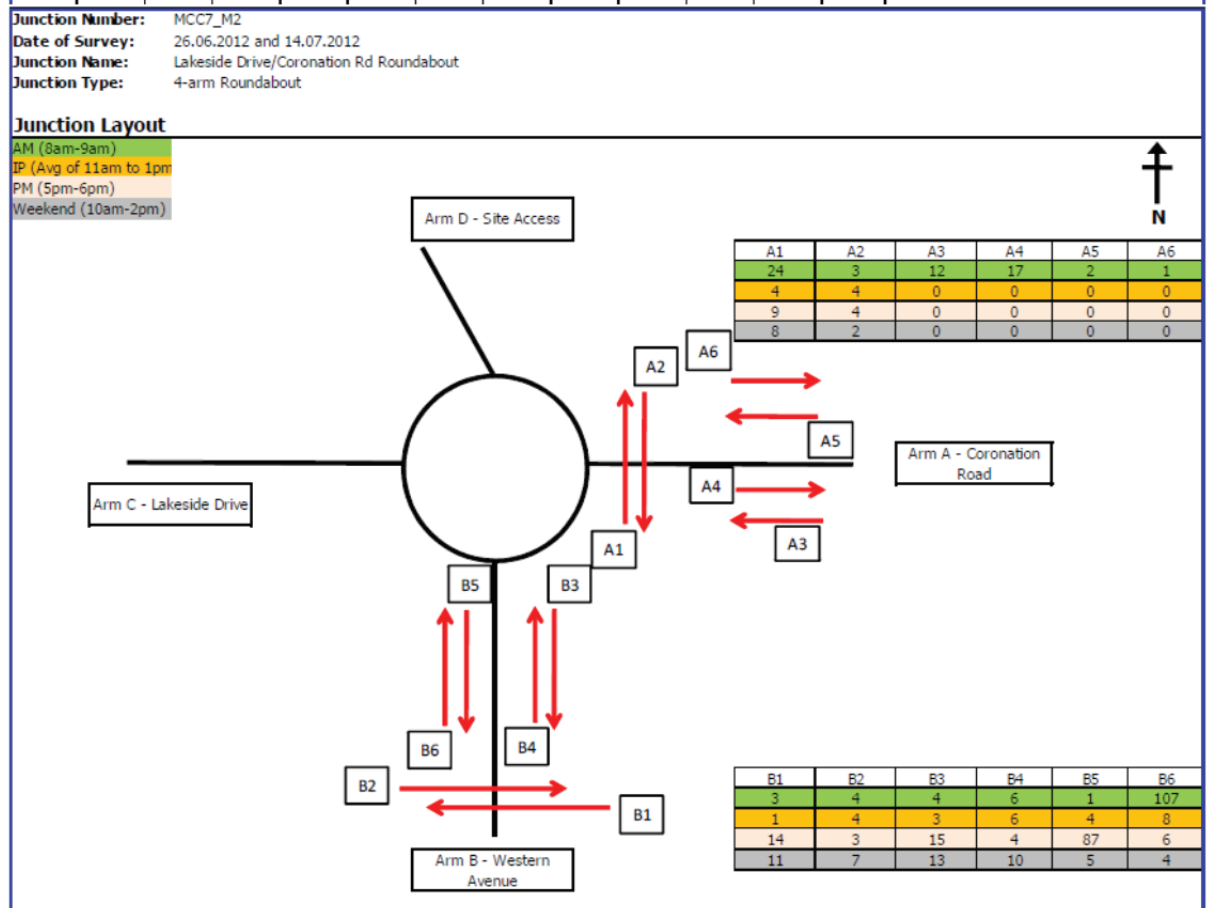 Junction Number: MCC7_M2
Date of Survey: 26.06.2012 and 14.07.2012
Junction Name: Lakeside Drive/Coronation Rd Roundabout
Junction Type: 4-arm Roundabout
Junction Layout
AM (8am-9am)
IP (Avg of 11am to 1pm
PM (5pm-6pm)
Weekend (10am-2pm)
N
Arm D - Site Access
A1 A2 A3 A4 A5 A6
24 3 12 17 2 1
4 4 0 0 0 0
9 4 0 0 0 0
8 2 0 0 0 0
A6
A2
A5
Arm A - Coronation
Road
A4
Arm C - Lakeside Drive
A3
A1
B5
B3
B6
B4
B2
B1
Arm B - Western
Avenue
B1 B2 B3 B4 B5 B6
3 4 4 6 1 107
1 4 3 6 4 8
14 3 15 4 87 6
11 7 13 10 5 4